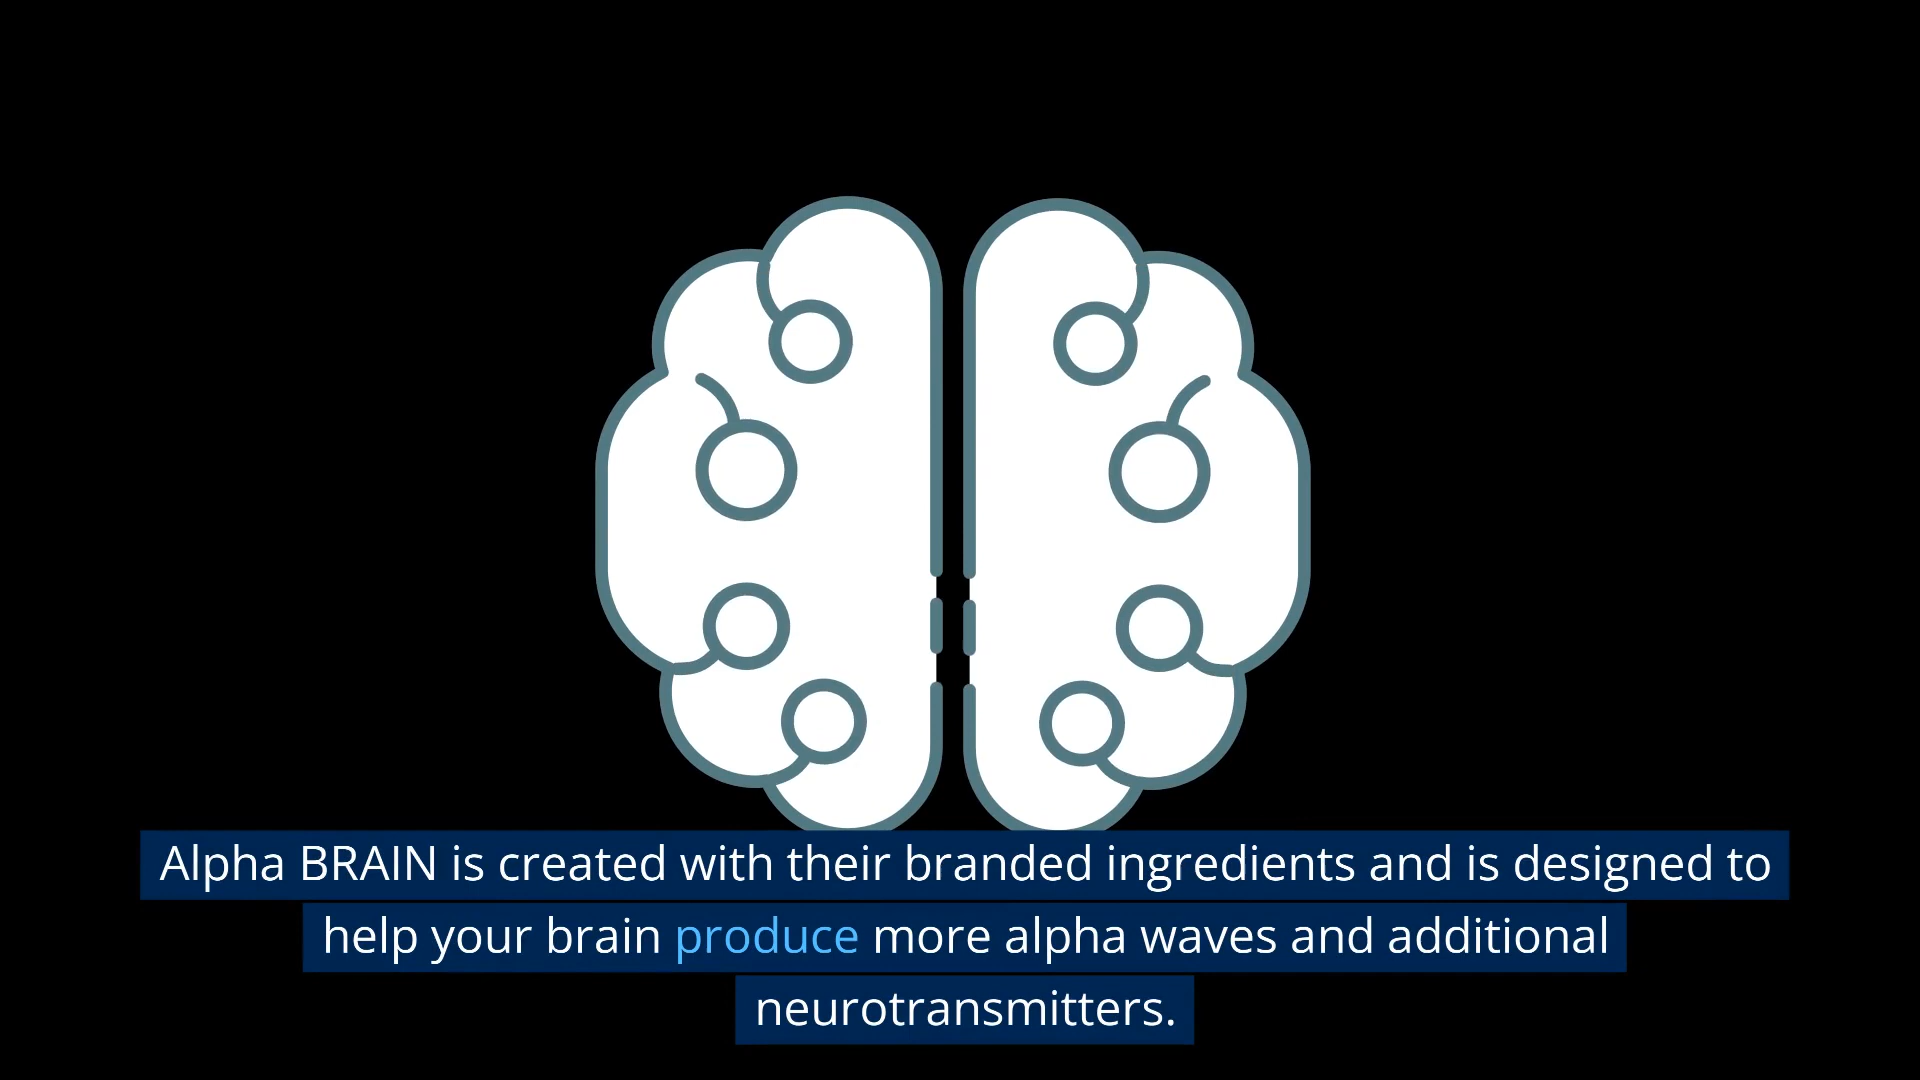 Alpha BRAIN is created with their branded ingredients and is designed to
help your brain produce more alpha waves and additional
neurotransmitters.